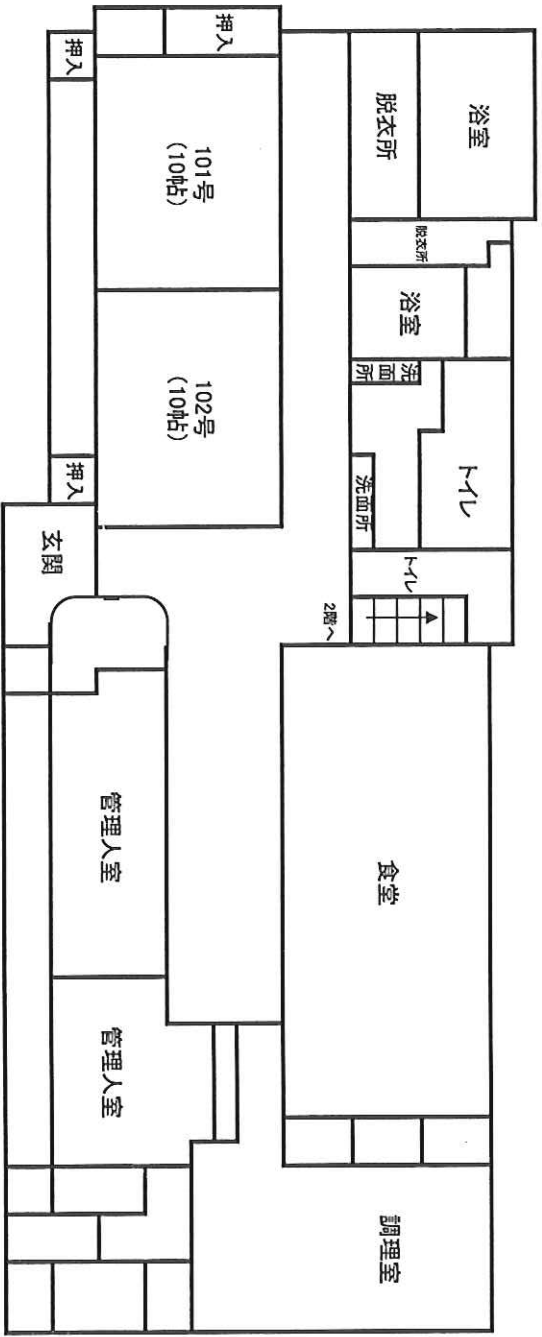 押入
浴室
脱衣所
押入
101号
(10帖)
脱衣所
浴室
洗面所
102号
(10帖)
押入
洗面所
トイレ
玄関
トイレ
2階へ
管理人室
食堂
管理人室
調理室